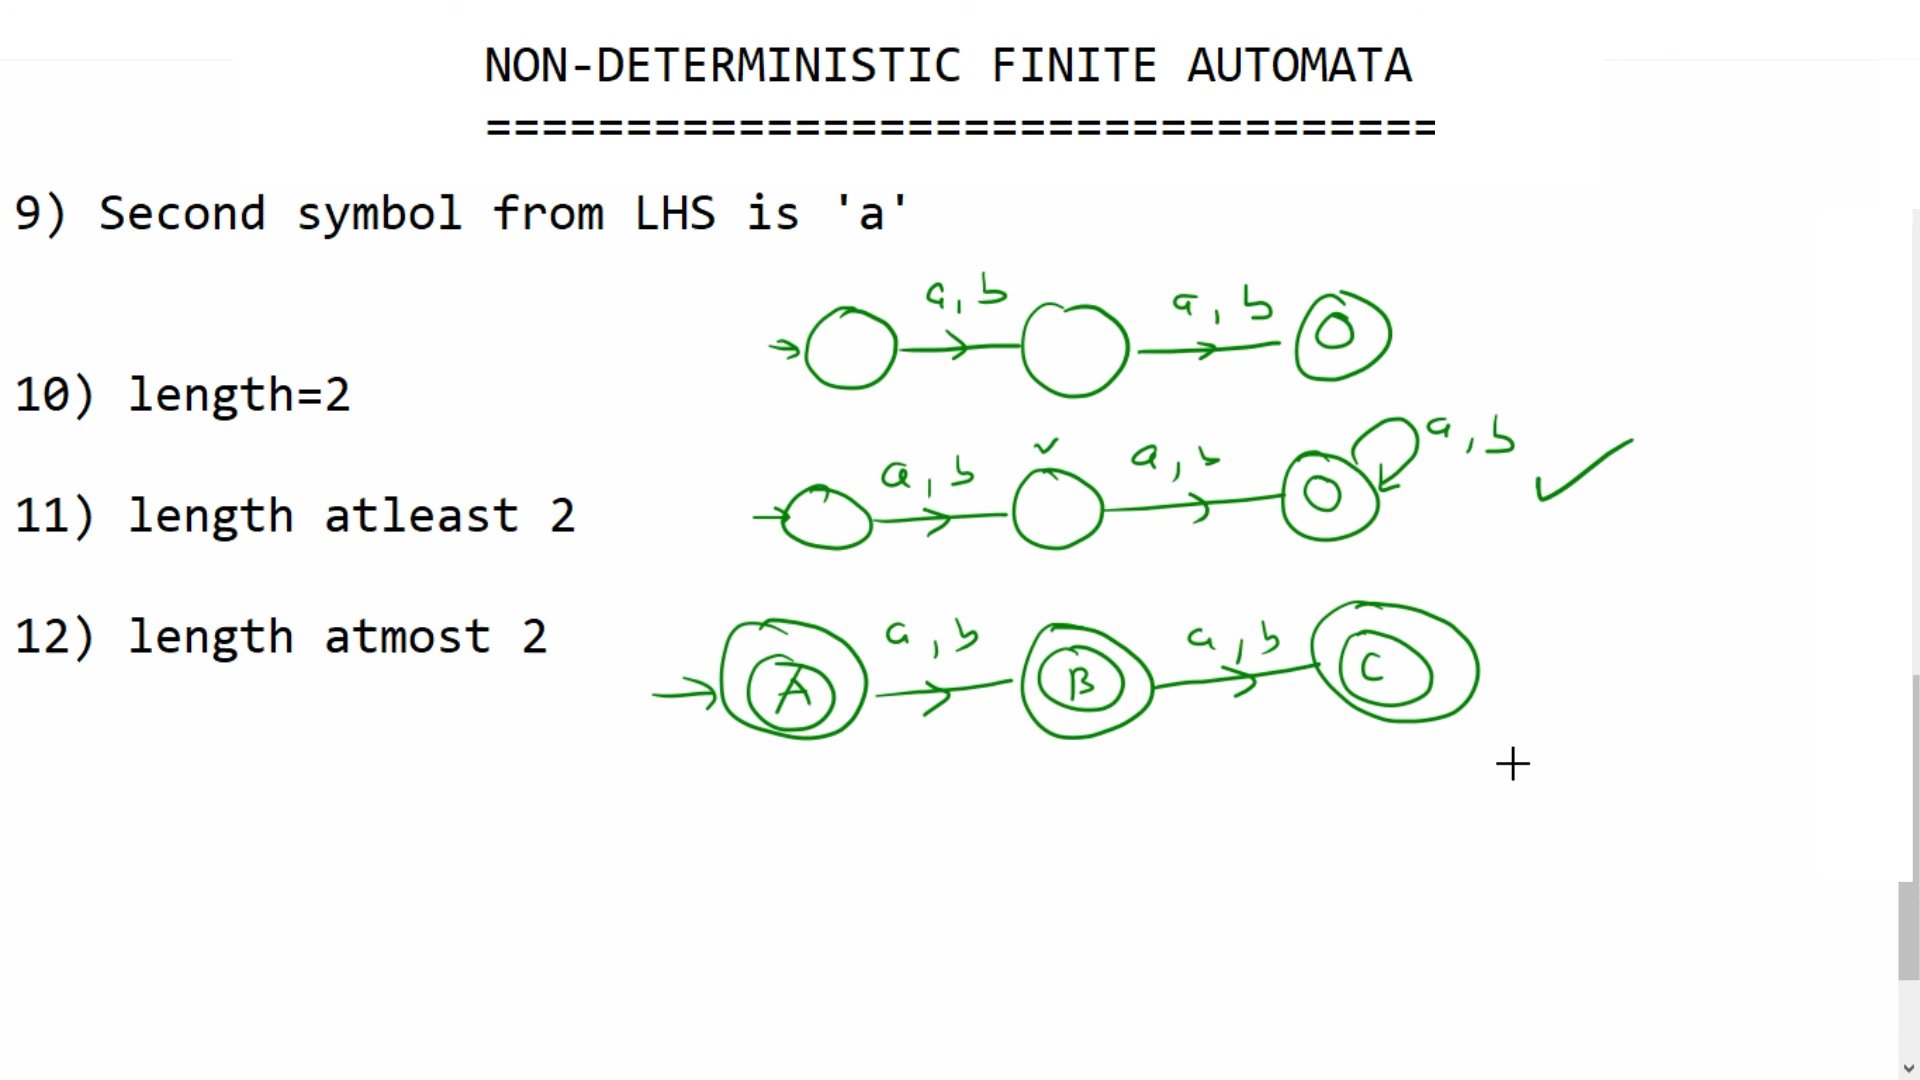 NON-DETERMINISTIC FINITE AUTOMATA
==================================
9) Second symbol from LHS is 'a'
a, b a, b
10) length=2
a, b
a, b a, b
11) length atleast 2
a, b a, b
12) length atmost 2
A B C